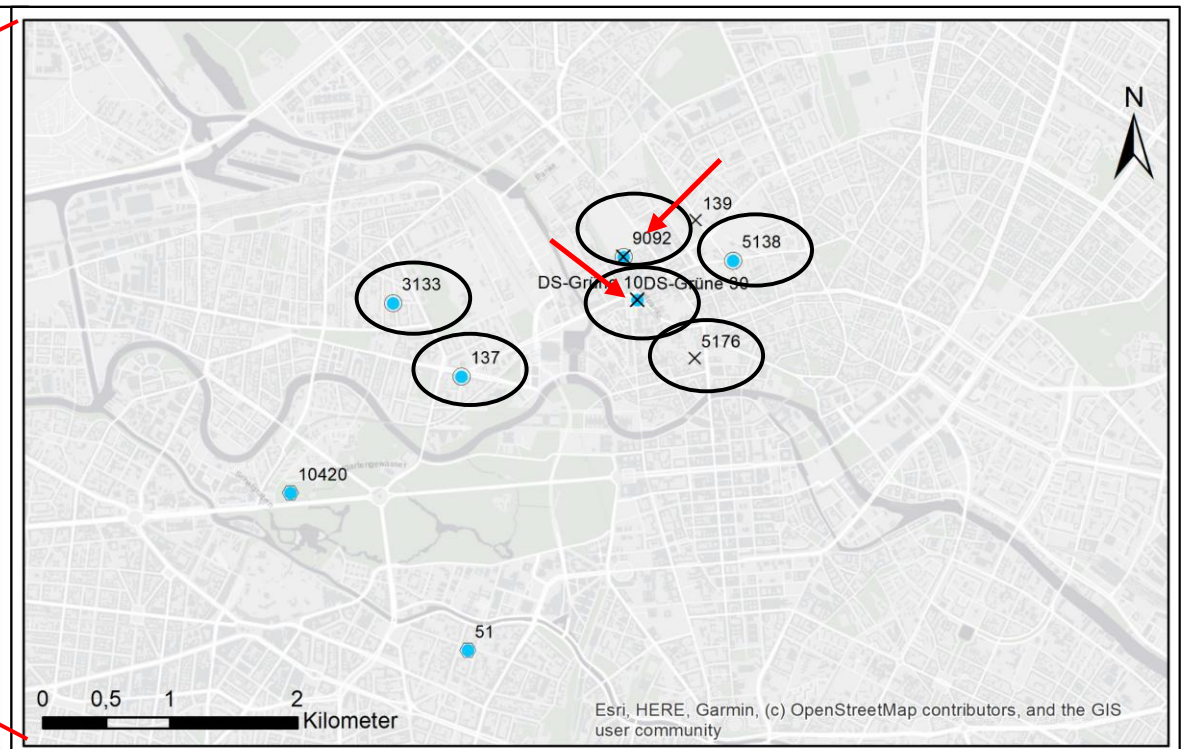 N
139
9092
5138
DS-Grüne 10DS-Grüne 30
3133
5176
137
10420
51
0 0,5 1 2
Kilometer
Esri, HERE, Garmin, (c) OpenStreetMap contributors, and the GIS
user community